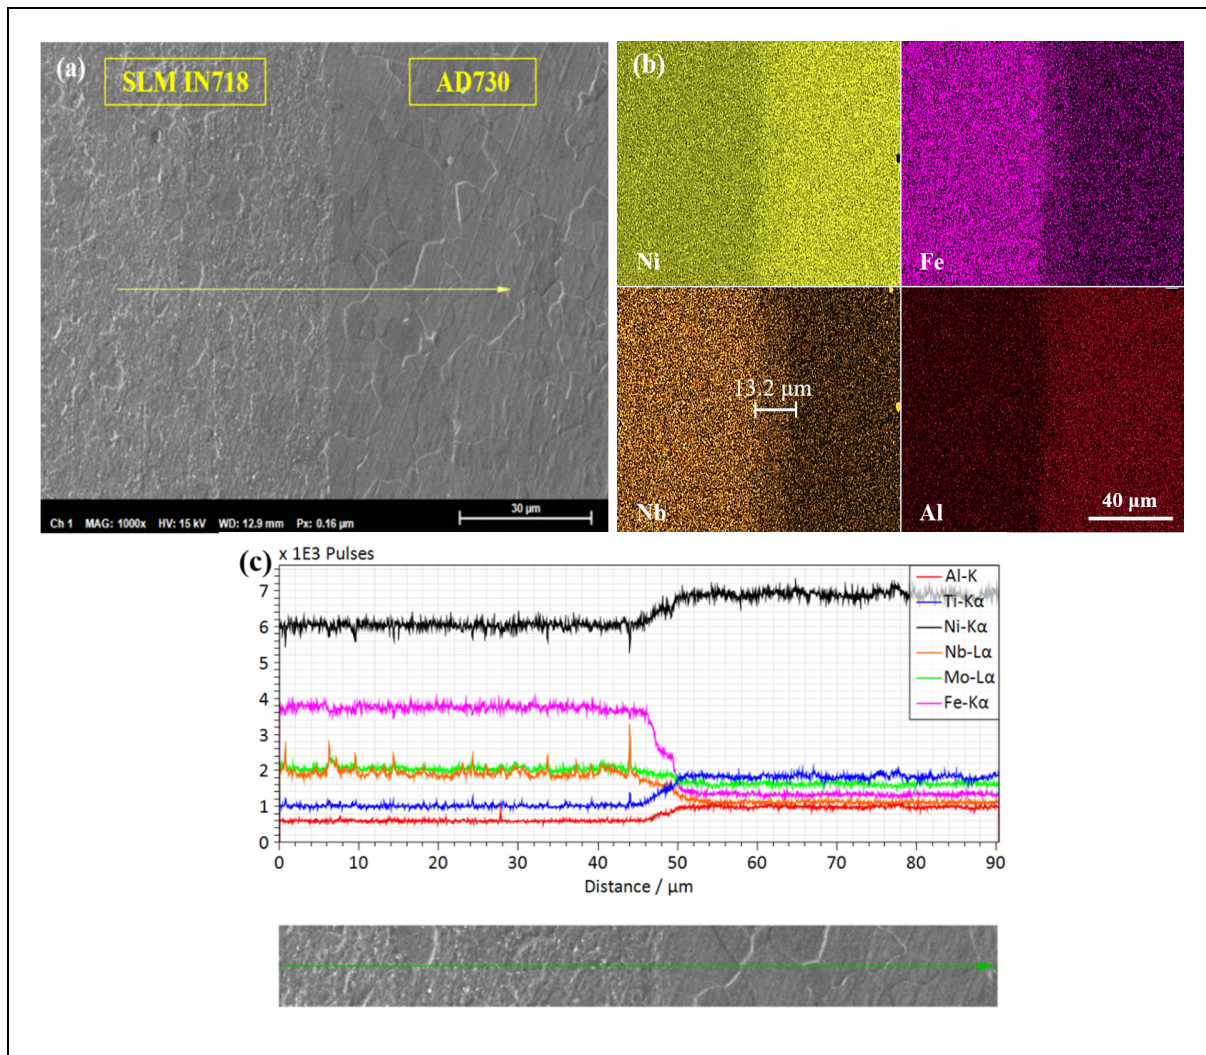 (a)
SLM IN718
AD730
Ch 1 MAG: 1000x HV: 15 kV WD: 12.9 mm Px: 0.16 µm
30 µm
(b)
Ni
Fe
13.2 µm
Nb
Al
40 µm
(c)
x 1E3 Pulses
7
6
5
4
3
2
1
0
Al-K
Ti-Kα
Ni-Kα
Nb-Lα
Mo-Lα
Fe-Kα
0 10 20 30 40 50 60 70 80 90
Distance / µm